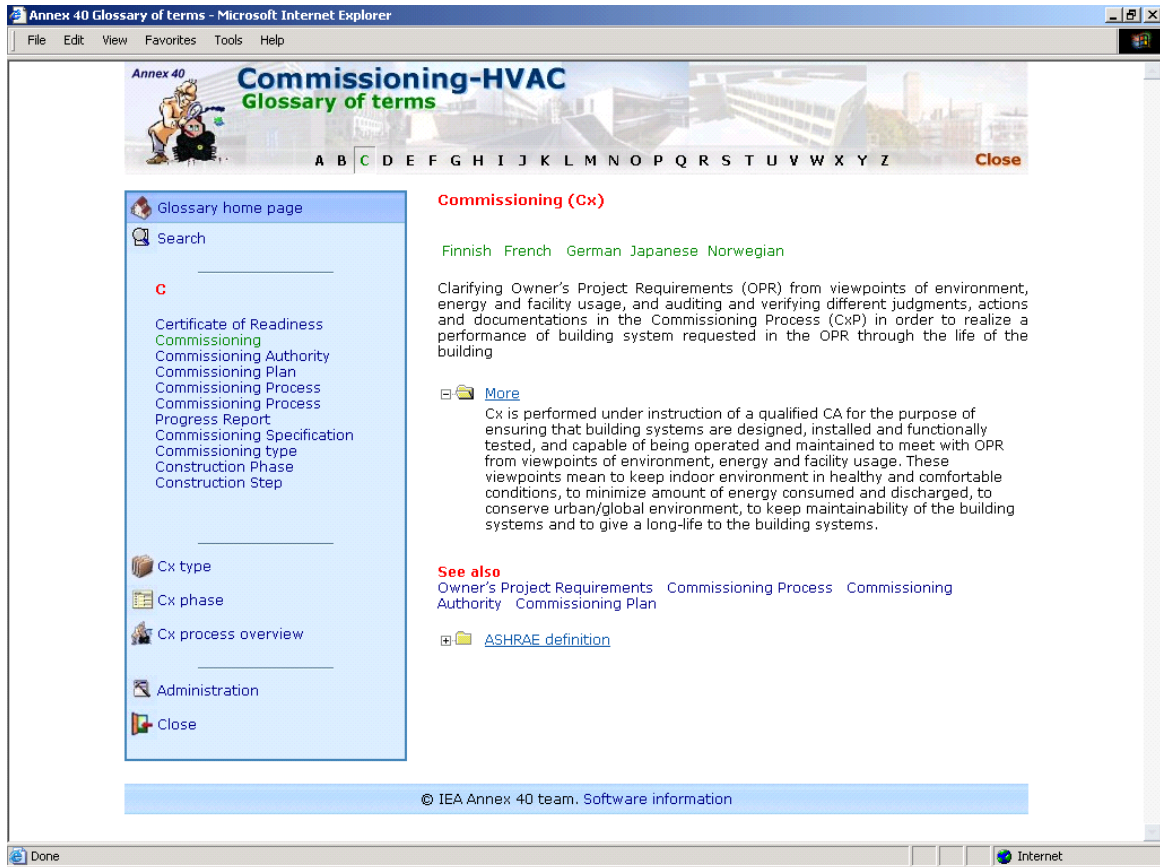 Annex 40 Glossary of terms - Microsoft Internet Explorer
File Edit View Favorites Tools Help
Annex 40
Commissioning-HVAC
Glossary of terms
A B C D E F G H I J K L M N O P Q R S T U V W X Y Z
Close
Glossary home page
Search
C
Certificate of Readiness
Commissioning
Commissioning Authority
Commissioning Plan
Commissioning Process
Commissioning Process
Progress Report
Commissioning Specification
Commissioning type
Construction Phase
Construction Step
Cx type
Cx phase
Cx process overview
Administration
Close
Commissioning (Cx)
Finnish French German Japanese Norwegian
Clarifying Owner's Project Requirements (OPR) from viewpoints of environment,
energy and facility usage, and auditing and verifying different judgments, actions
and documentations in the Commissioning Process (CxP) in order to realize a
performance of building system requested in the OPR through the life of the
building
More
Cx is performed under instruction of a qualified CA for the purpose of
ensuring that building systems are designed, installed and functionally
tested, and capable of being operated and maintained to meet with OPR
from viewpoints of environment, energy and facility usage. These
viewpoints mean to keep indoor environment in healthy and comfortable
conditions, to minimize amount of energy consumed and discharged, to
conserve urban/global environment, to keep maintainability of the building
systems and to give a long-life to the building systems.
See also
Owner's Project Requirements Commissioning Process Commissioning
Authority Commissioning Plan
ASHRAE definition
© IEA Annex 40 team. Software information
Done
Internet